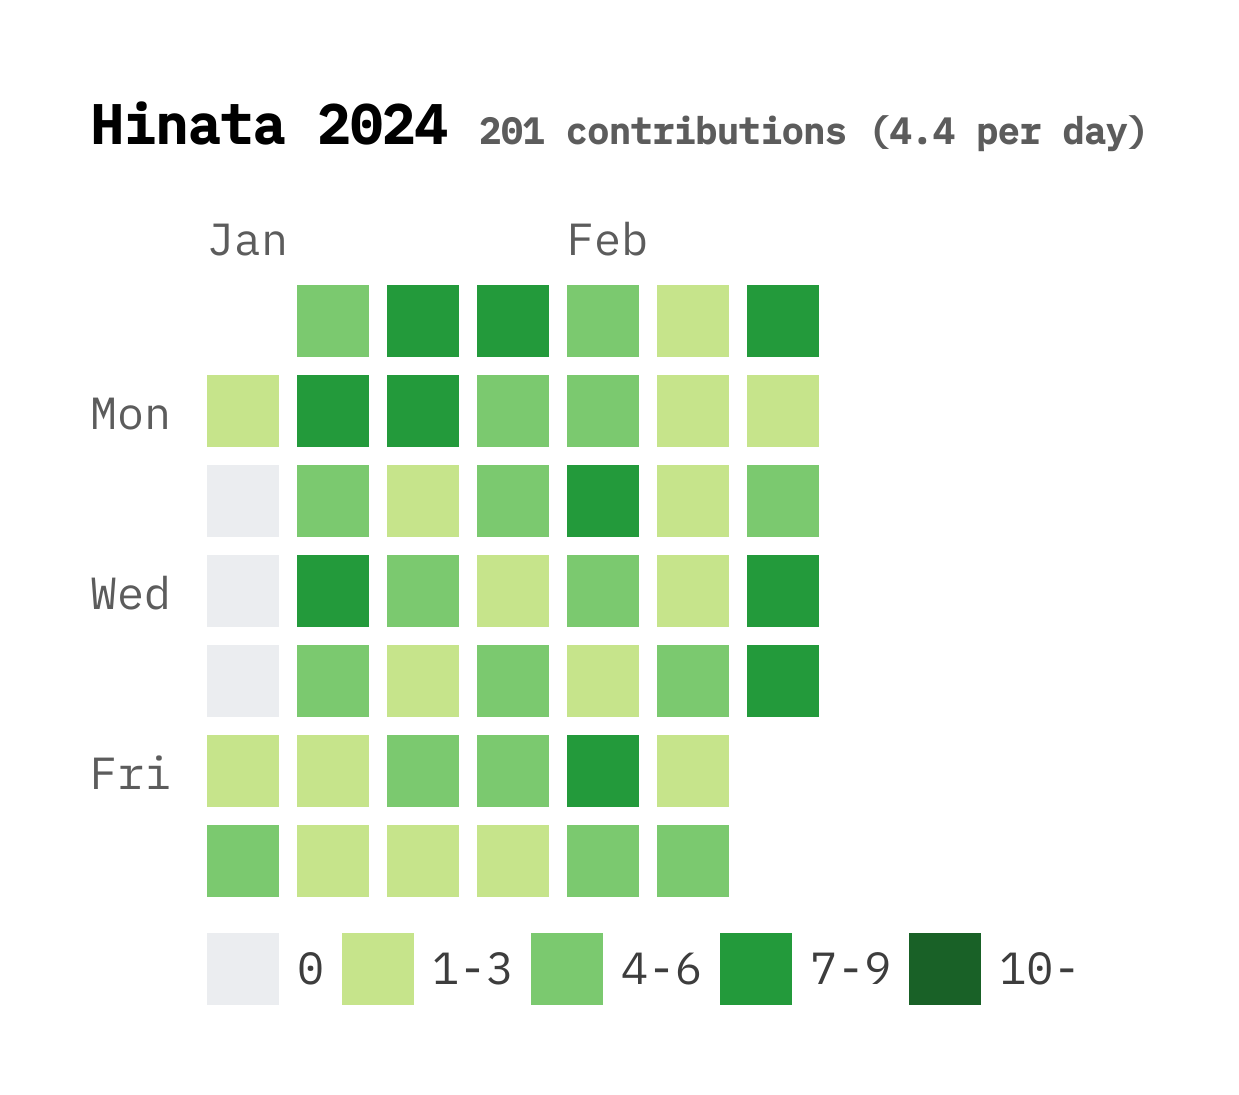 Hinata 2024 201 contributions (4.4 per day)
Jan Feb
Mon
Wed
Fri
0 1-3 4-6 7-9 10-